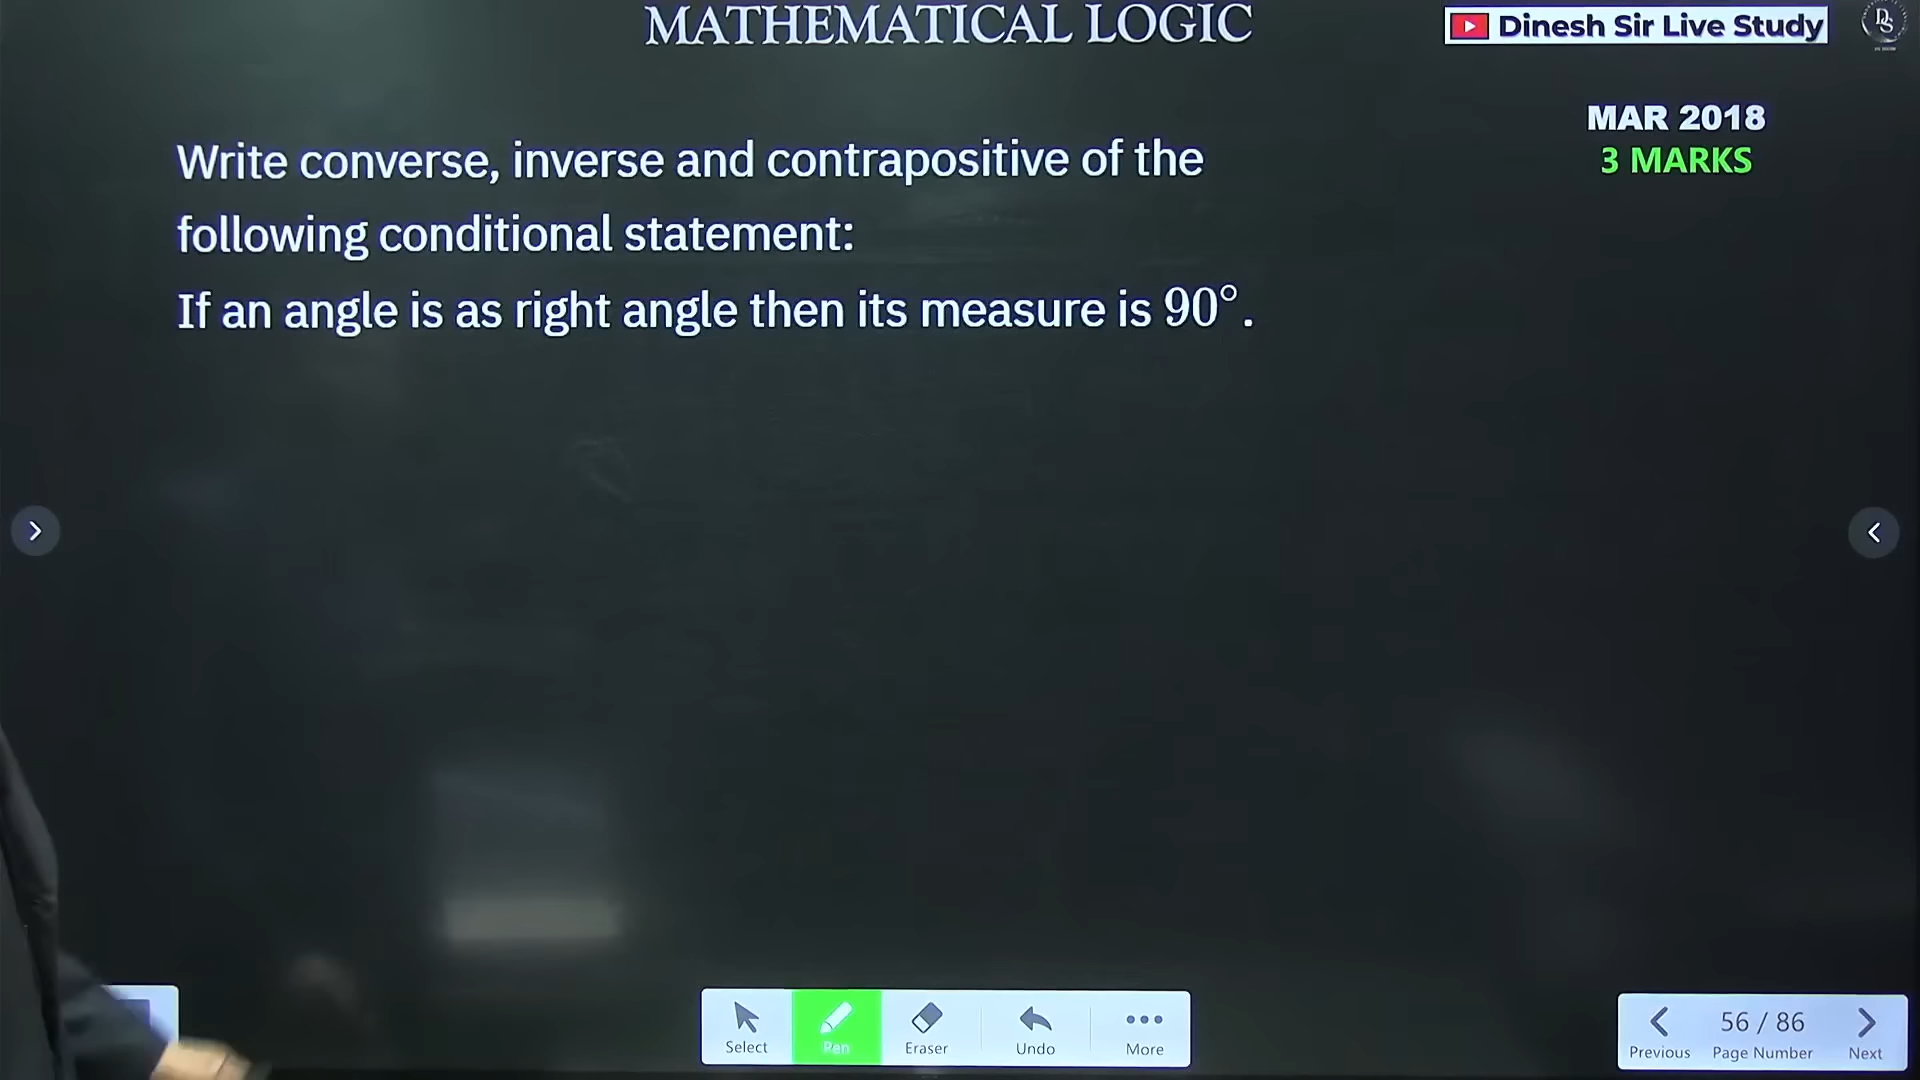 MATHEMATICAL LOGIC
Dinesh Sir Live Study
DS
MAR 2018
3 MARKS
Write converse, inverse and contrapositive of the
following conditional statement:
If an angle is as right angle then its measure is 90°.
Select
Pen
Eraser
Undo
More
56 / 86
Previous
Page Number
Next